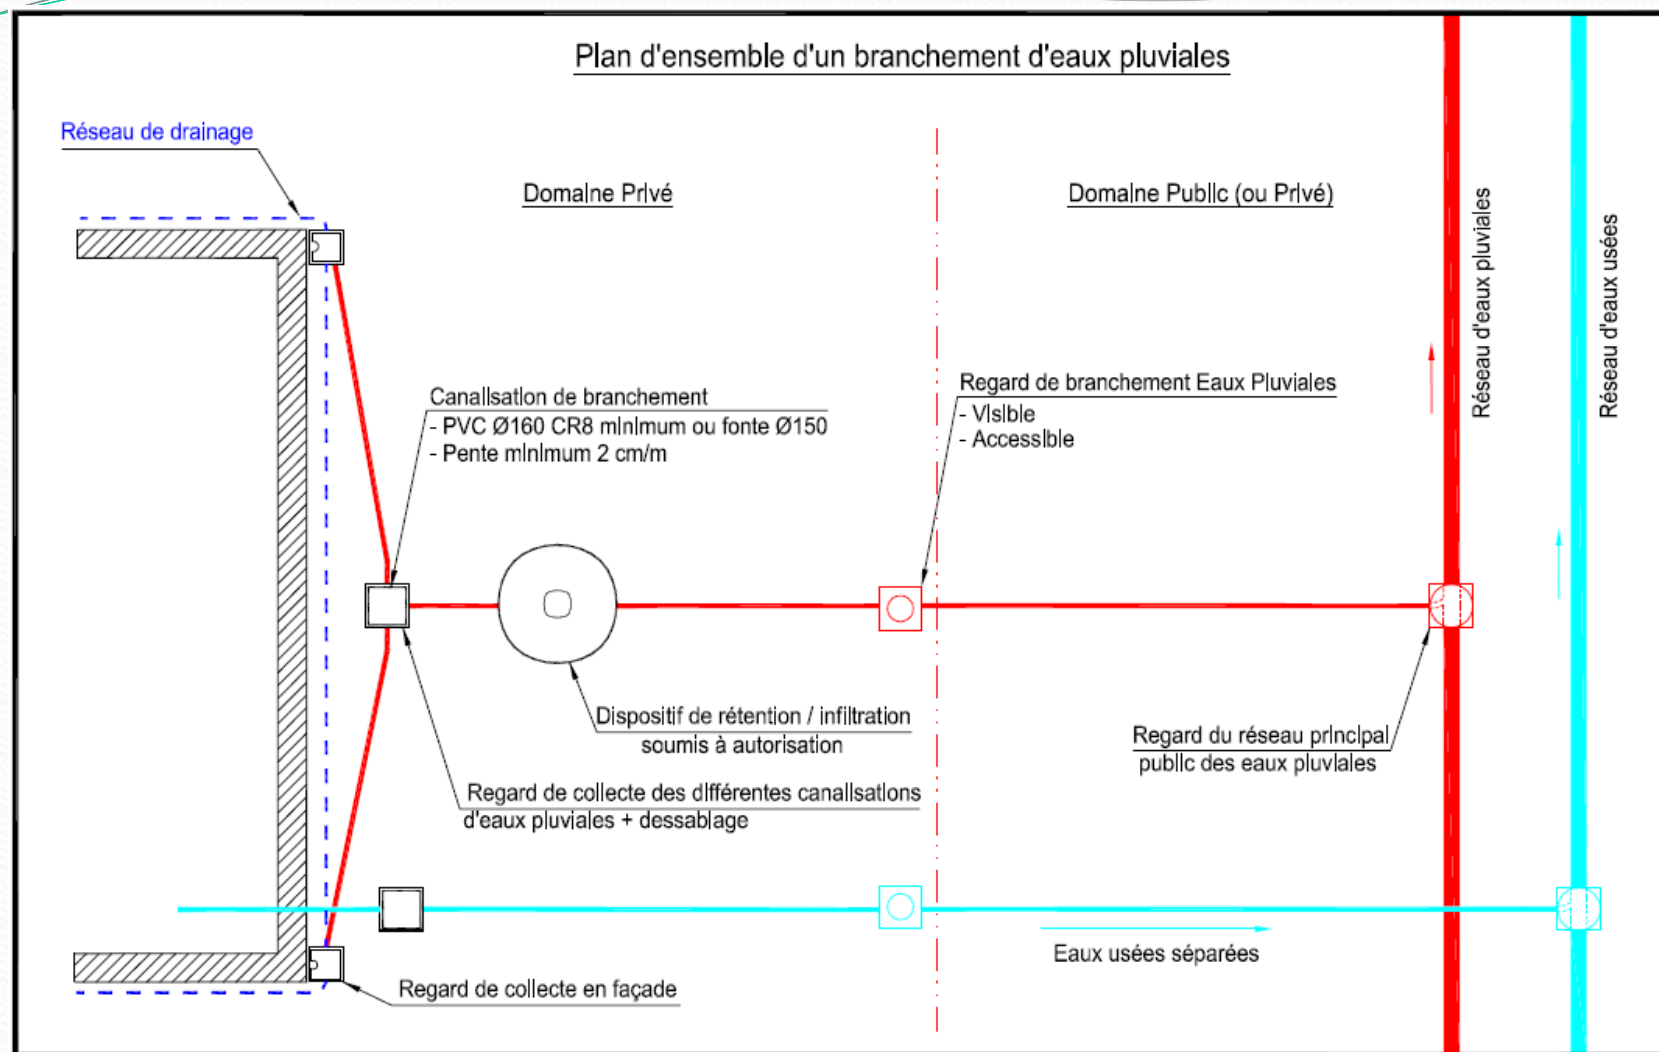 Plan d'ensemble d'un branchement d'eaux pluviales
Réseau de drainage
Domaine Privé
Domaine Public (ou Privé)
Réseau d'eaux pluviales
Réseau d'eaux usées
Canalisation de branchement
- PVC Ø160 CR8 minimum ou fonte Ø150
- Pente minimum 2 cm/m
Regard de branchement Eaux Pluviales
- Visible
- Accessible
Dispositif de rétention / infiltration
soumis à autorisation
Regard du réseau principal
public des eaux pluviales
Regard de collecte des différentes canalisations
d'eaux pluviales + dessablage
Eaux usées séparées
Regard de collecte en façade